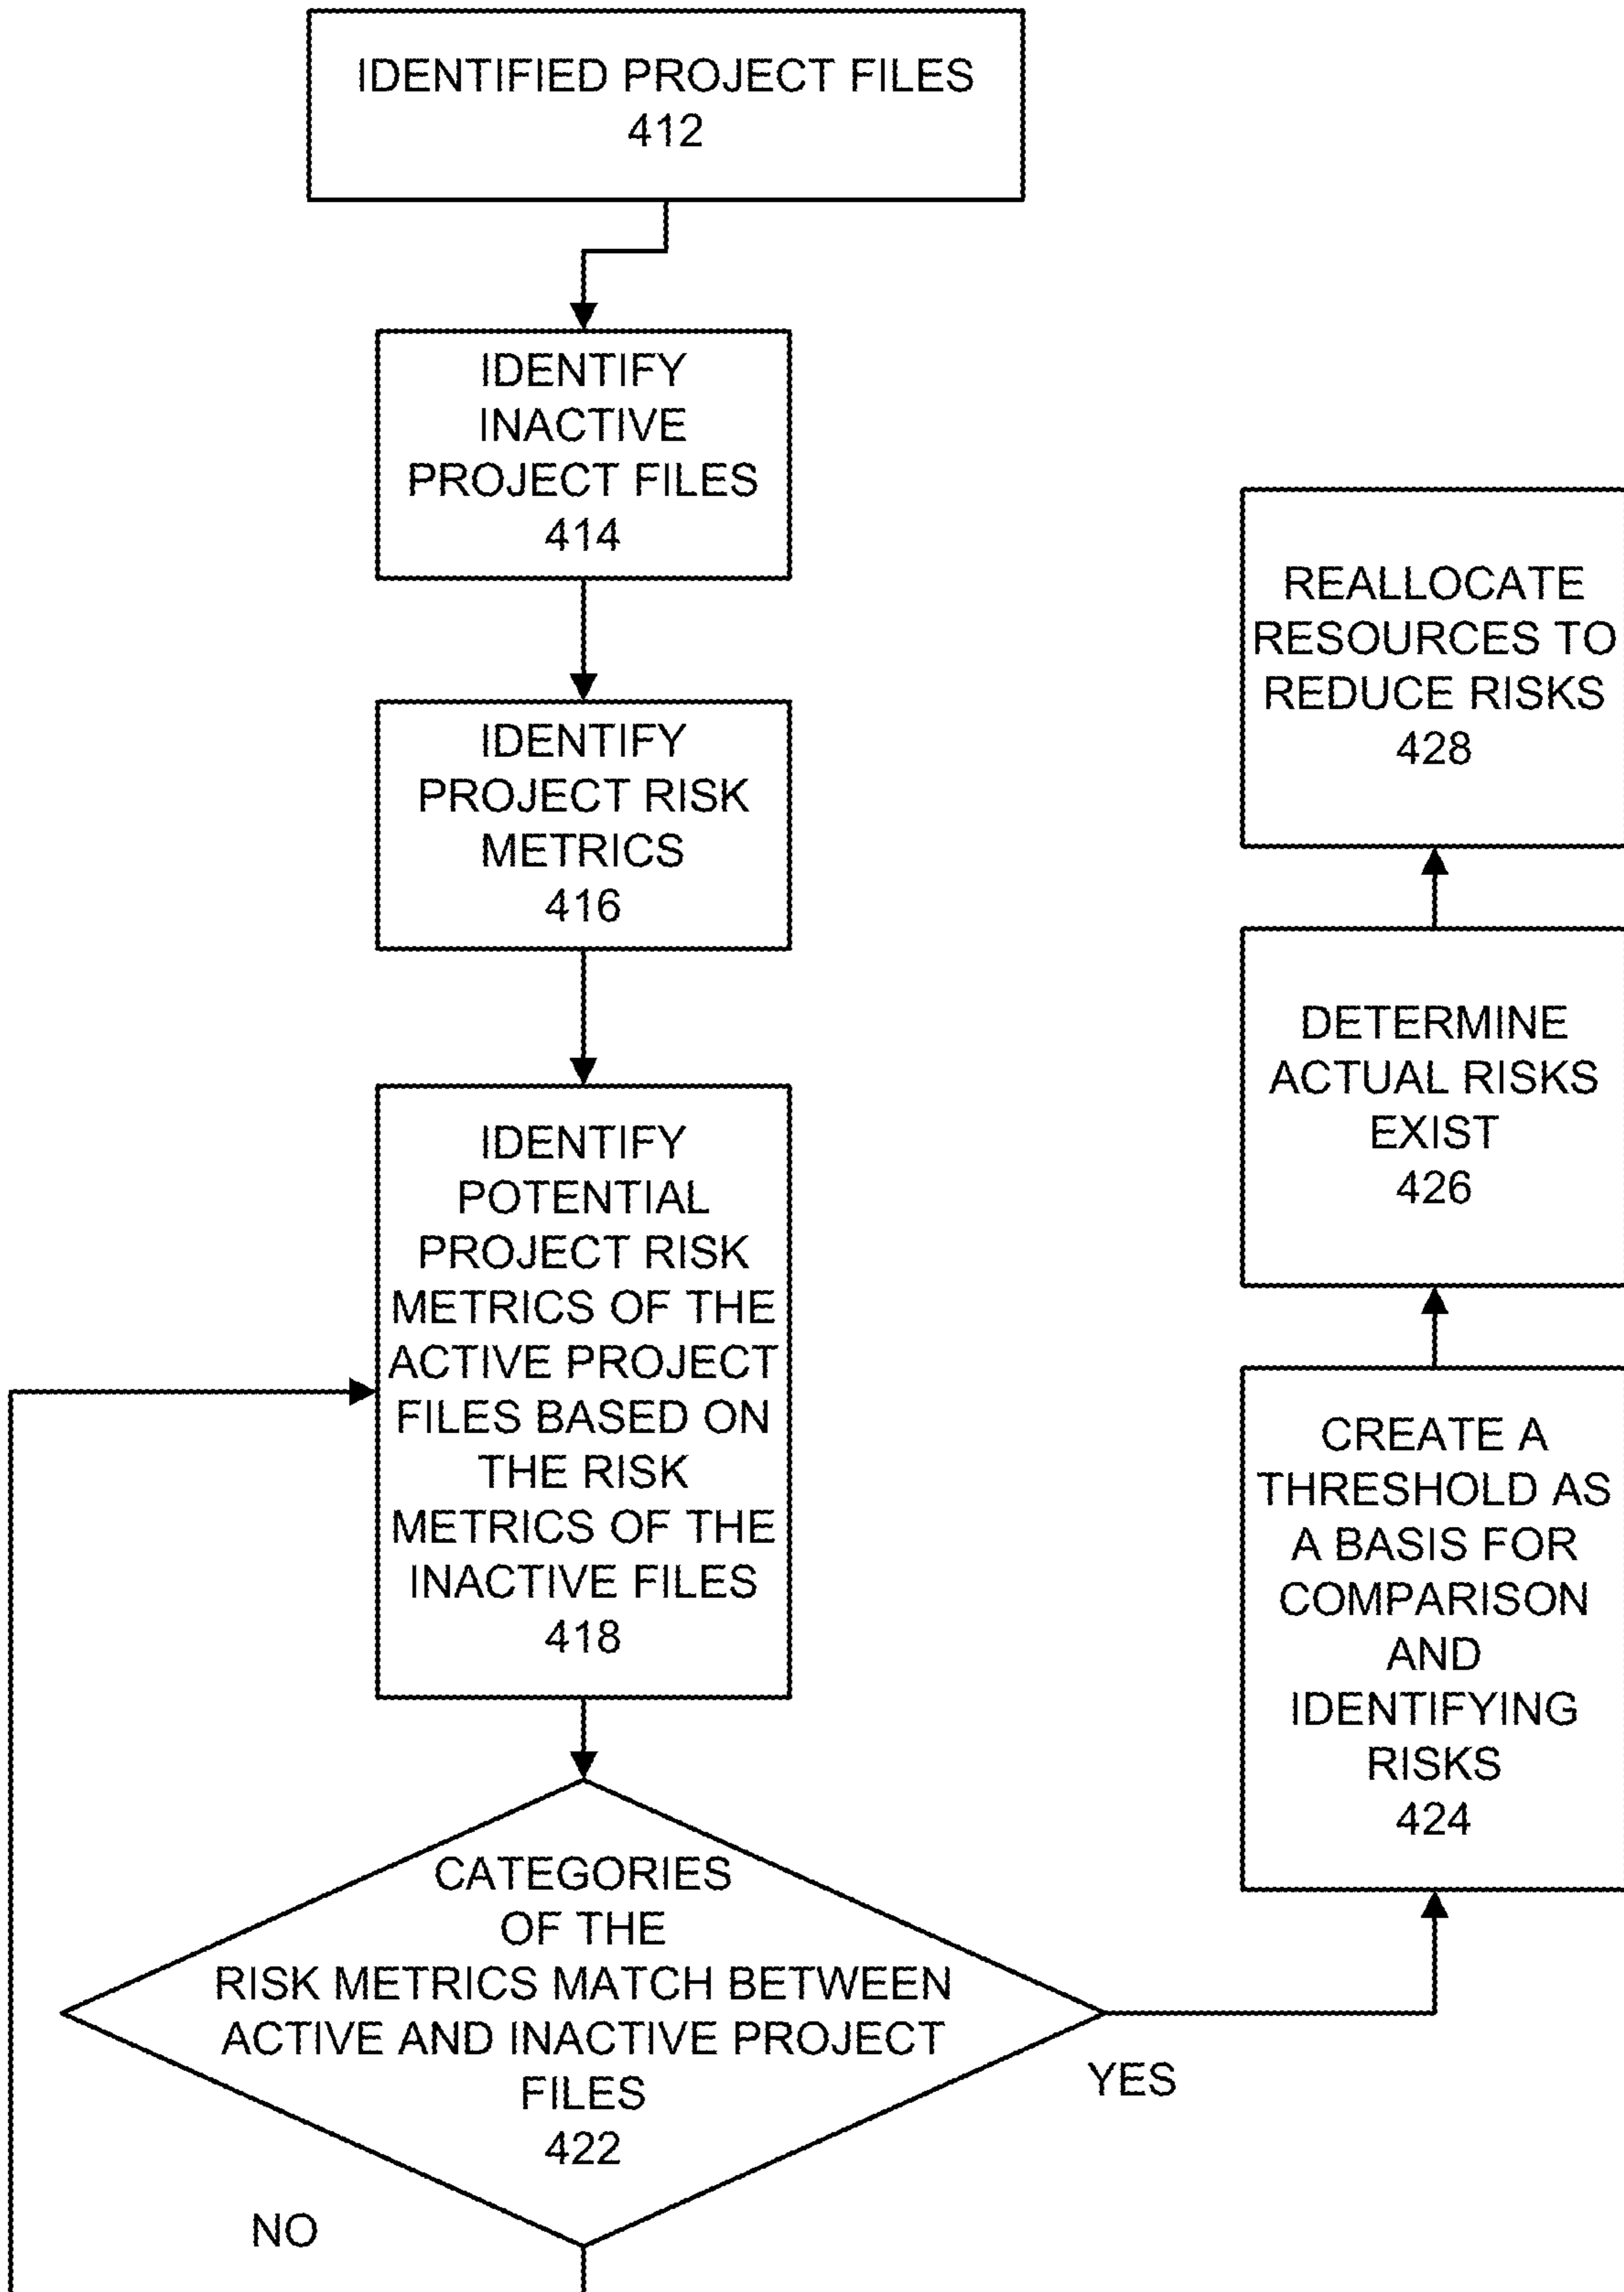 IDENTIFIED PROJECT FILES
412
IDENTIFY
INACTIVE
PROJECT FILES
414
IDENTIFY
PROJECT RISK
METRICS
416
IDENTIFY
POTENTIAL
PROJECT RISK
METRICS OF THE
ACTIVE PROJECT
FILES BASED ON
THE RISK
METRICS OF THE
INACTIVE FILES
418
CATEGORIES
OF THE
RISK METRICS MATCH BETWEEN
ACTIVE AND INACTIVE PROJECT
FILES
422
NO
YES
CREATE A
THRESHOLD AS
A BASIS FOR
COMPARISON
AND
IDENTIFYING
RISKS
424
DETERMINE
ACTUAL RISKS
EXIST
426
REALLOCATE
RESOURCES TO
REDUCE RISKS
428